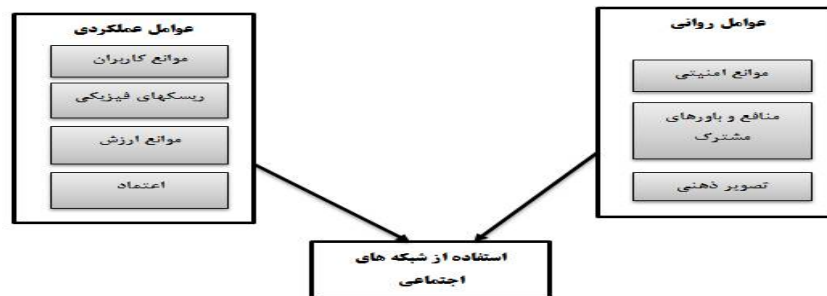 عوامل روانی
موانع امنیتی
منافع و باورهای
مشترک
تصویر ذهنی
عوامل عملکردی
موانع کاربران
ریسکهای فیزیکی
موانع ارزش
اعتماد
استفاده از شبکه های
اجتماعی